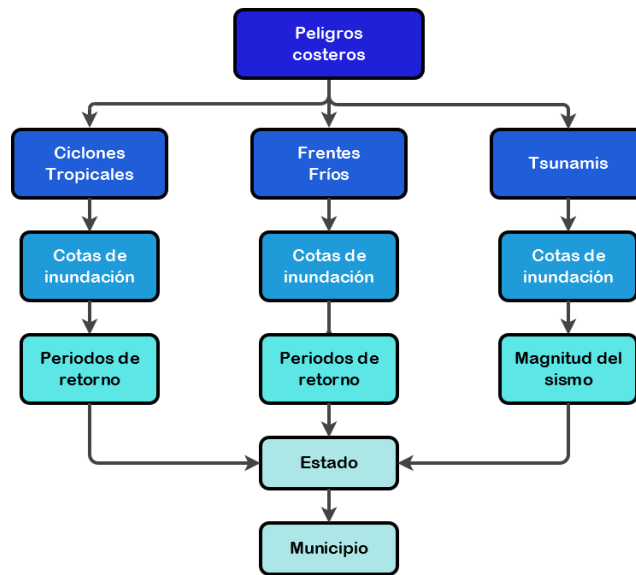 Peligros
costeros
Ciclones
Tropicales
Frentes
Fríos
Tsunamis
Cotas de
inundación
Cotas de
inundación
Cotas de
inundación
Periodos de
retorno
Periodos de
retorno
Magnitud del
sismo
Estado
Municipio